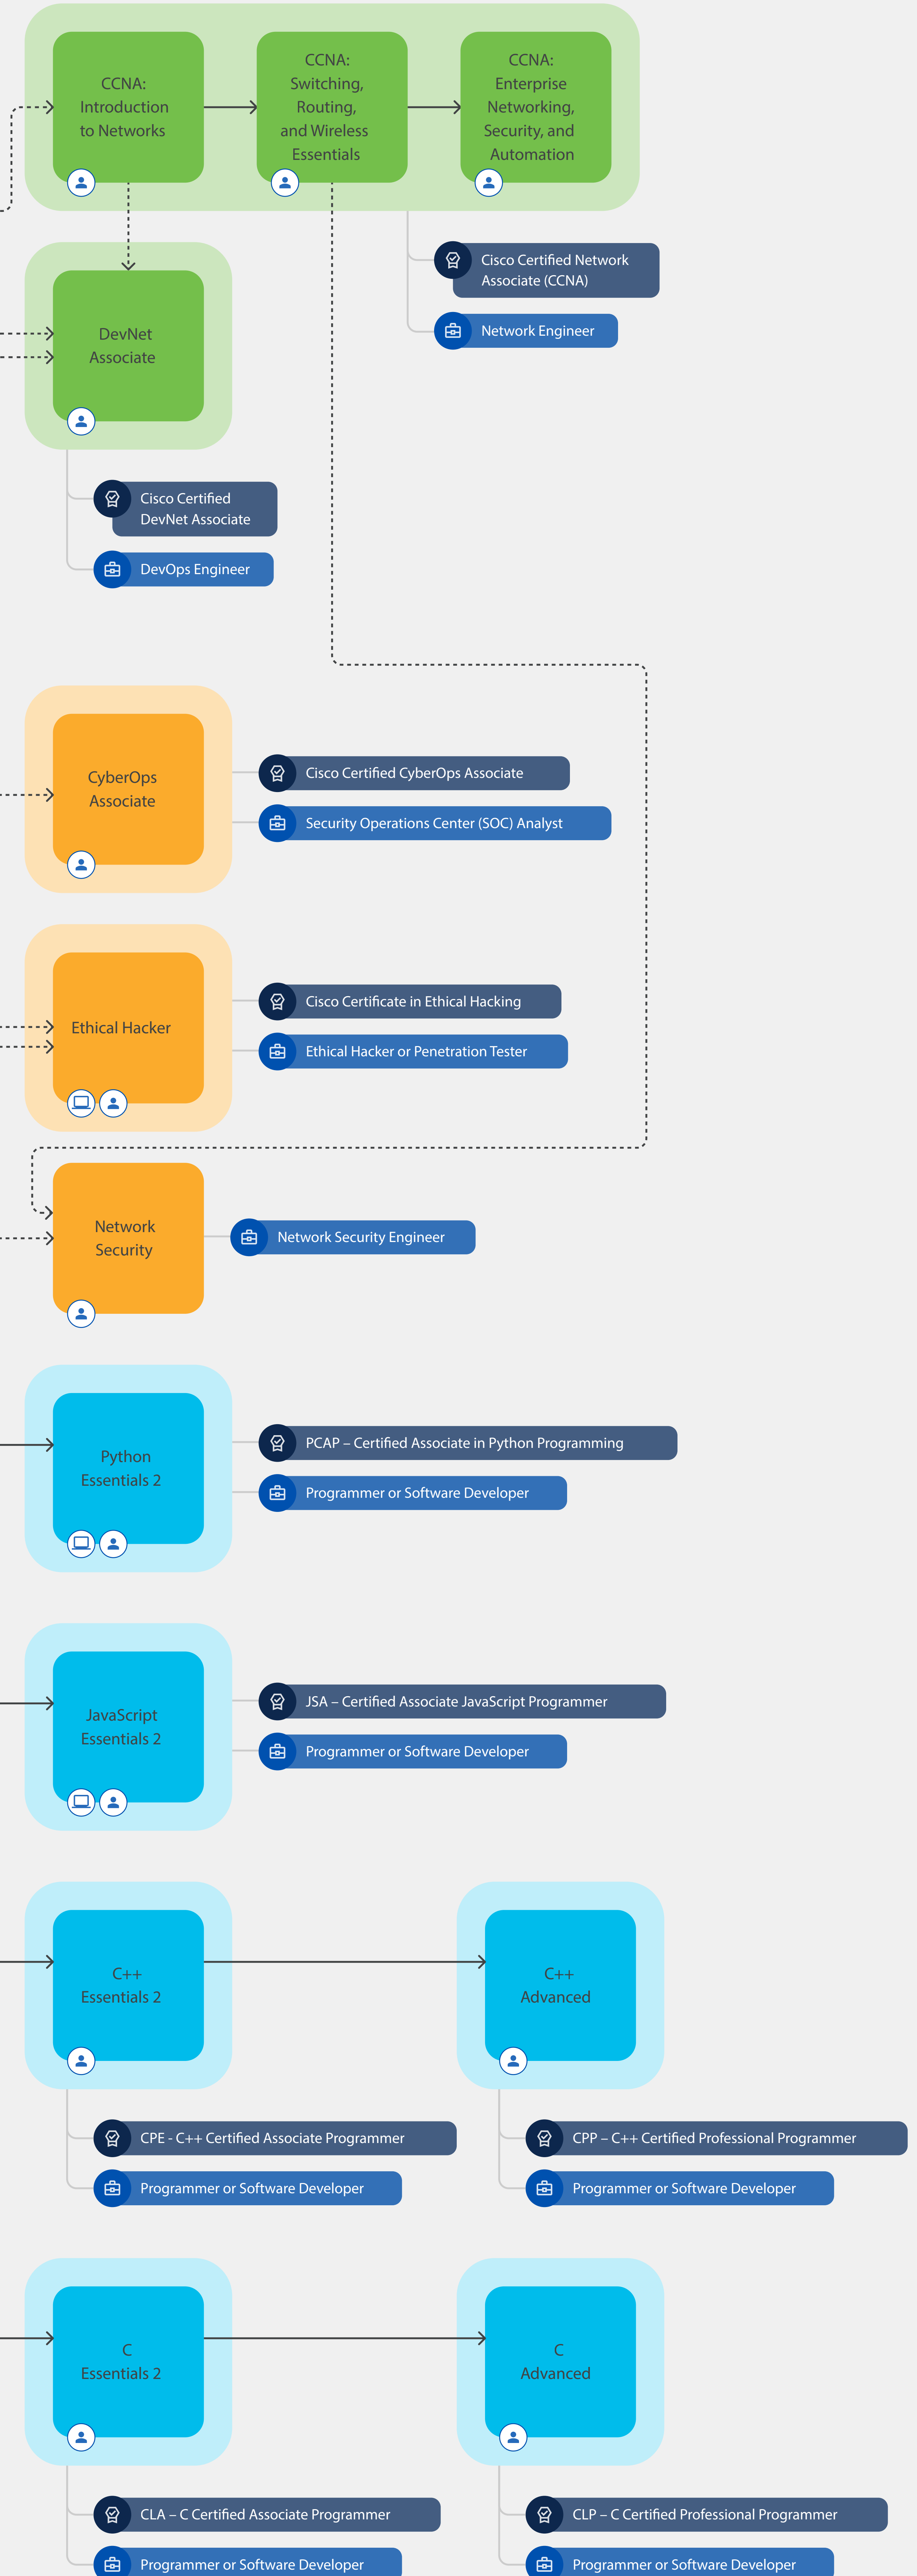 CCNA:
Introduction
to Networks
CCNA:
Switching,
Routing,
and Wireless
Essentials
CCNA:
Enterprise
Networking,
Security, and
Automation
Cisco Certified Network
Associate (CCNA)
Network Engineer
DevNet
Associate
Cisco Certified
DevNet Associate
DevOps Engineer
CyberOps
Associate
Cisco Certified CyberOps Associate
Security Operations Center (SOC) Analyst
Ethical Hacker
Cisco Certificate in Ethical Hacking
Ethical Hacker or Penetration Tester
Network
Security
Network Security Engineer
Python
Essentials 2
PCAP – Certified Associate in Python Programming
Programmer or Software Developer
JavaScript
Essentials 2
JSA – Certified Associate JavaScript Programmer
Programmer or Software Developer
C++
Essentials 2
C++
Advanced
CPE - C++ Certified Associate Programmer
Programmer or Software Developer
CPP – C++ Certified Professional Programmer
Programmer or Software Developer
C
Essentials 2
C
Advanced
CLA – C Certified Associate Programmer
Programmer or Software Developer
CLP – C Certified Professional Programmer
Programmer or Software Developer